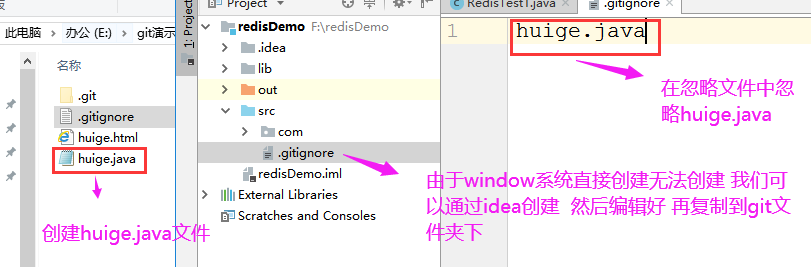 此电脑 > 办公 (E:) > git演示
名称
.git
.gitignore
huige.html
huige.java
创建huige.java文件
1: Project
Project
redisDemo F:\redisDemo
.idea
lib
out
src
com
.gitignore
redisDemo.iml
External Libraries
Scratches and Consoles
RedisTest1.java
.gitignore
1
huige.java
在忽略文件中忽
略huige.java
由于window系统直接创建无法创建 我们可
以通过idea创建 然后编辑好 再复制到git文
件夹下